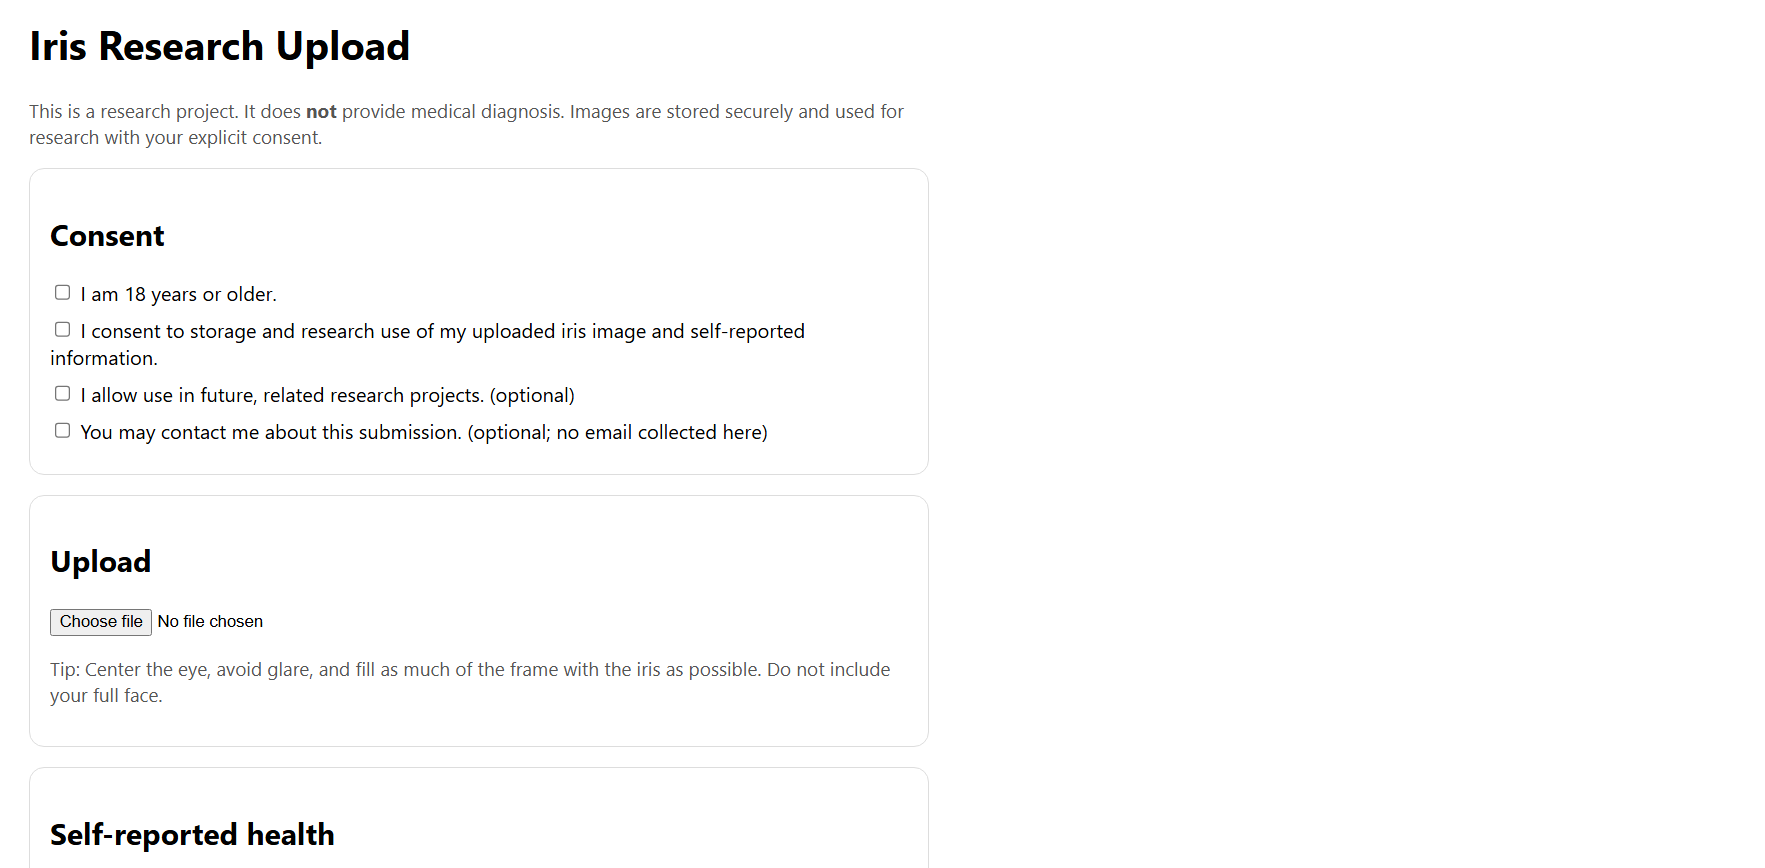 Iris Research Upload
This is a research project. It does not provide medical diagnosis. Images are stored securely and used for
research with your explicit consent.
Consent
I am 18 years or older.
I consent to storage and research use of my uploaded iris image and self-reported
information.
I allow use in future, related research projects. (optional)
You may contact me about this submission. (optional; no email collected here)
Upload
Choose file No file chosen
Tip: Center the eye, avoid glare, and fill as much of the frame with the iris as possible. Do not include
your full face.
Self-reported health